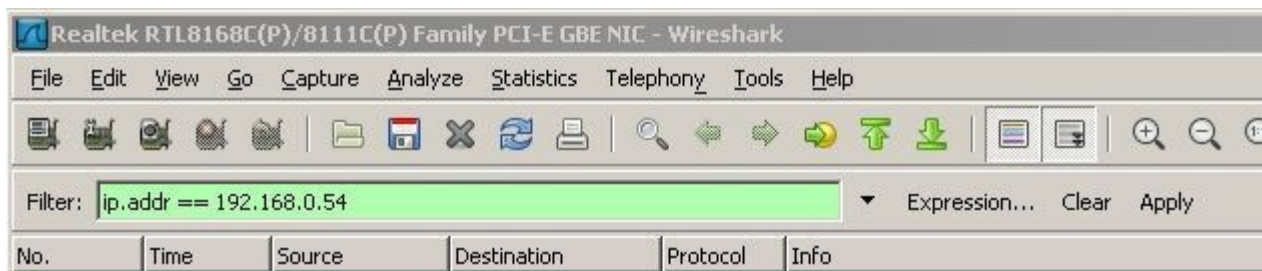 Realtek RTL8168C(P)/8111C(P) Family PCI-E GBE NIC - Wireshark
File Edit View Go Capture Analyze Statistics Telephony Tools Help
Filter: ip.addr == 192.168.0.54 Expression... Clear Apply
No. Time Source Destination Protocol Info